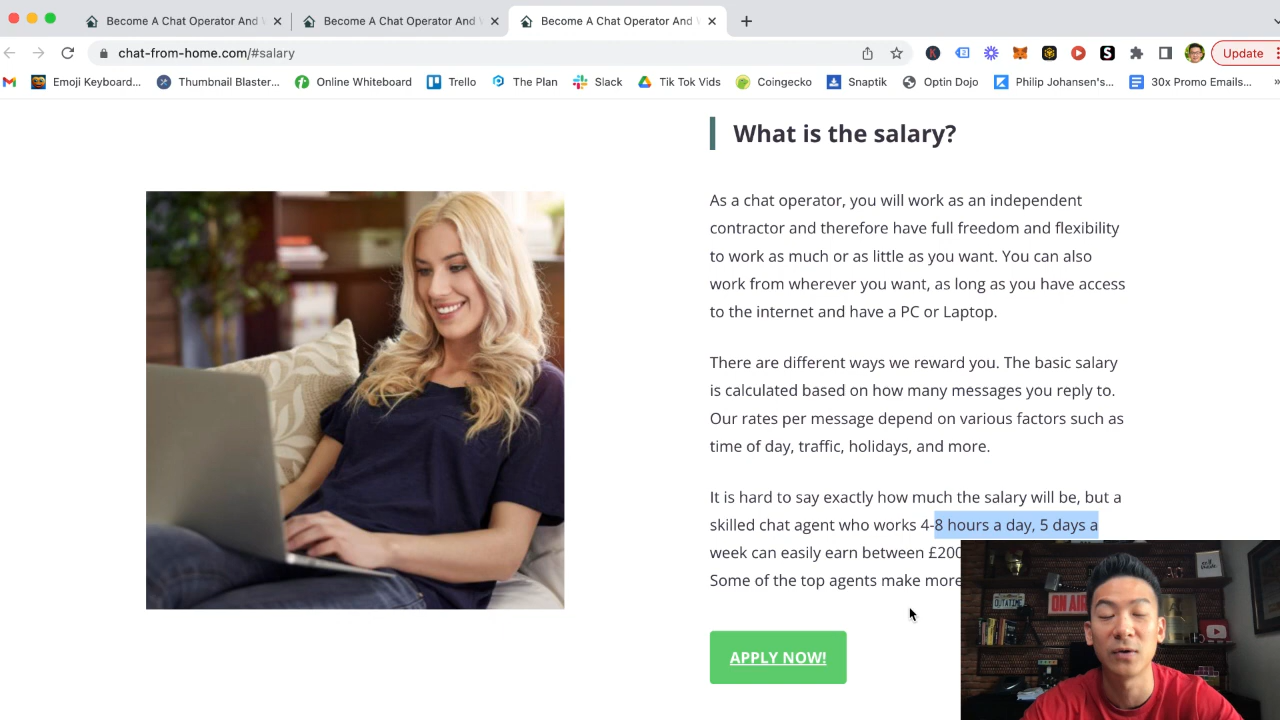 Become A Chat Operator And
Become A Chat Operator And
Become A Chat Operator And
chat-from-home.com/#salary
Update
Emoji Keyboard...
Thumbnail Blaster...
Online Whiteboard
Trello
The Plan
Slack
Tik Tok Vids
Coingecko
Snaptik
Optin Dojo
Philip Johansen's...
30x Promo Emails...
What is the salary?
As a chat operator, you will work as an independent
contractor and therefore have full freedom and flexibility
to work as much or as little as you want. You can also
work from wherever you want, as long as you have access
to the internet and have a PC or Laptop.
There are different ways we reward you. The basic salary
is calculated based on how many messages you reply to.
Our rates per message depend on various factors such as
time of day, traffic, holidays, and more.
It is hard to say exactly how much the salary will be, but a
skilled chat agent who works 4-8 hours a day, 5 days a
week can easily earn between £200
Some of the top agents make more
ON AIR
APPLY NOW!